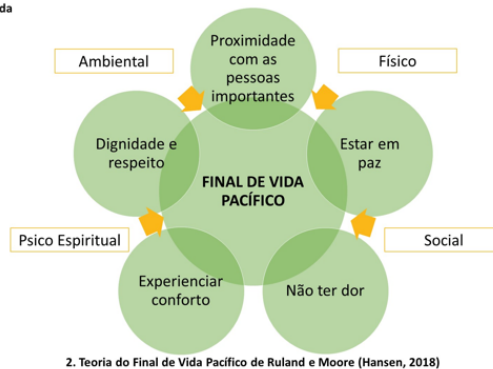 da
Proximidade
com as
pessoas
importantes
Ambiental
Físico
Dignidade e
respeito
Estar em
paz
FINAL DE VIDA
PACÍFICO
Psico Espiritual
Social
Experienciar
conforto
Não ter dor
2. Teoria do Final de Vida Pacífico de Ruland e Moore (Hansen, 2018)